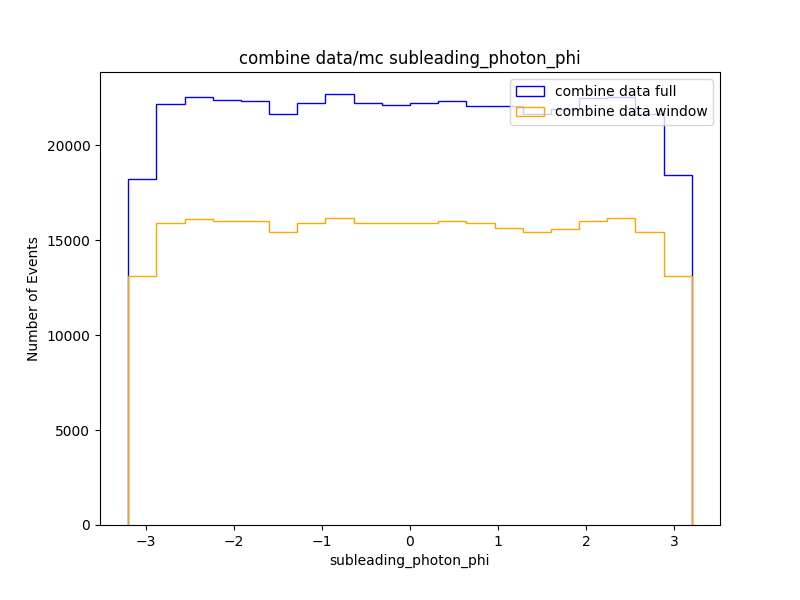 combine data/mc subleading_photon_phi
combine data full
combine data window
Number of Events
20000
15000
10000
5000
0
−3
−2
−1
0
1
2
3
subleading_photon_phi